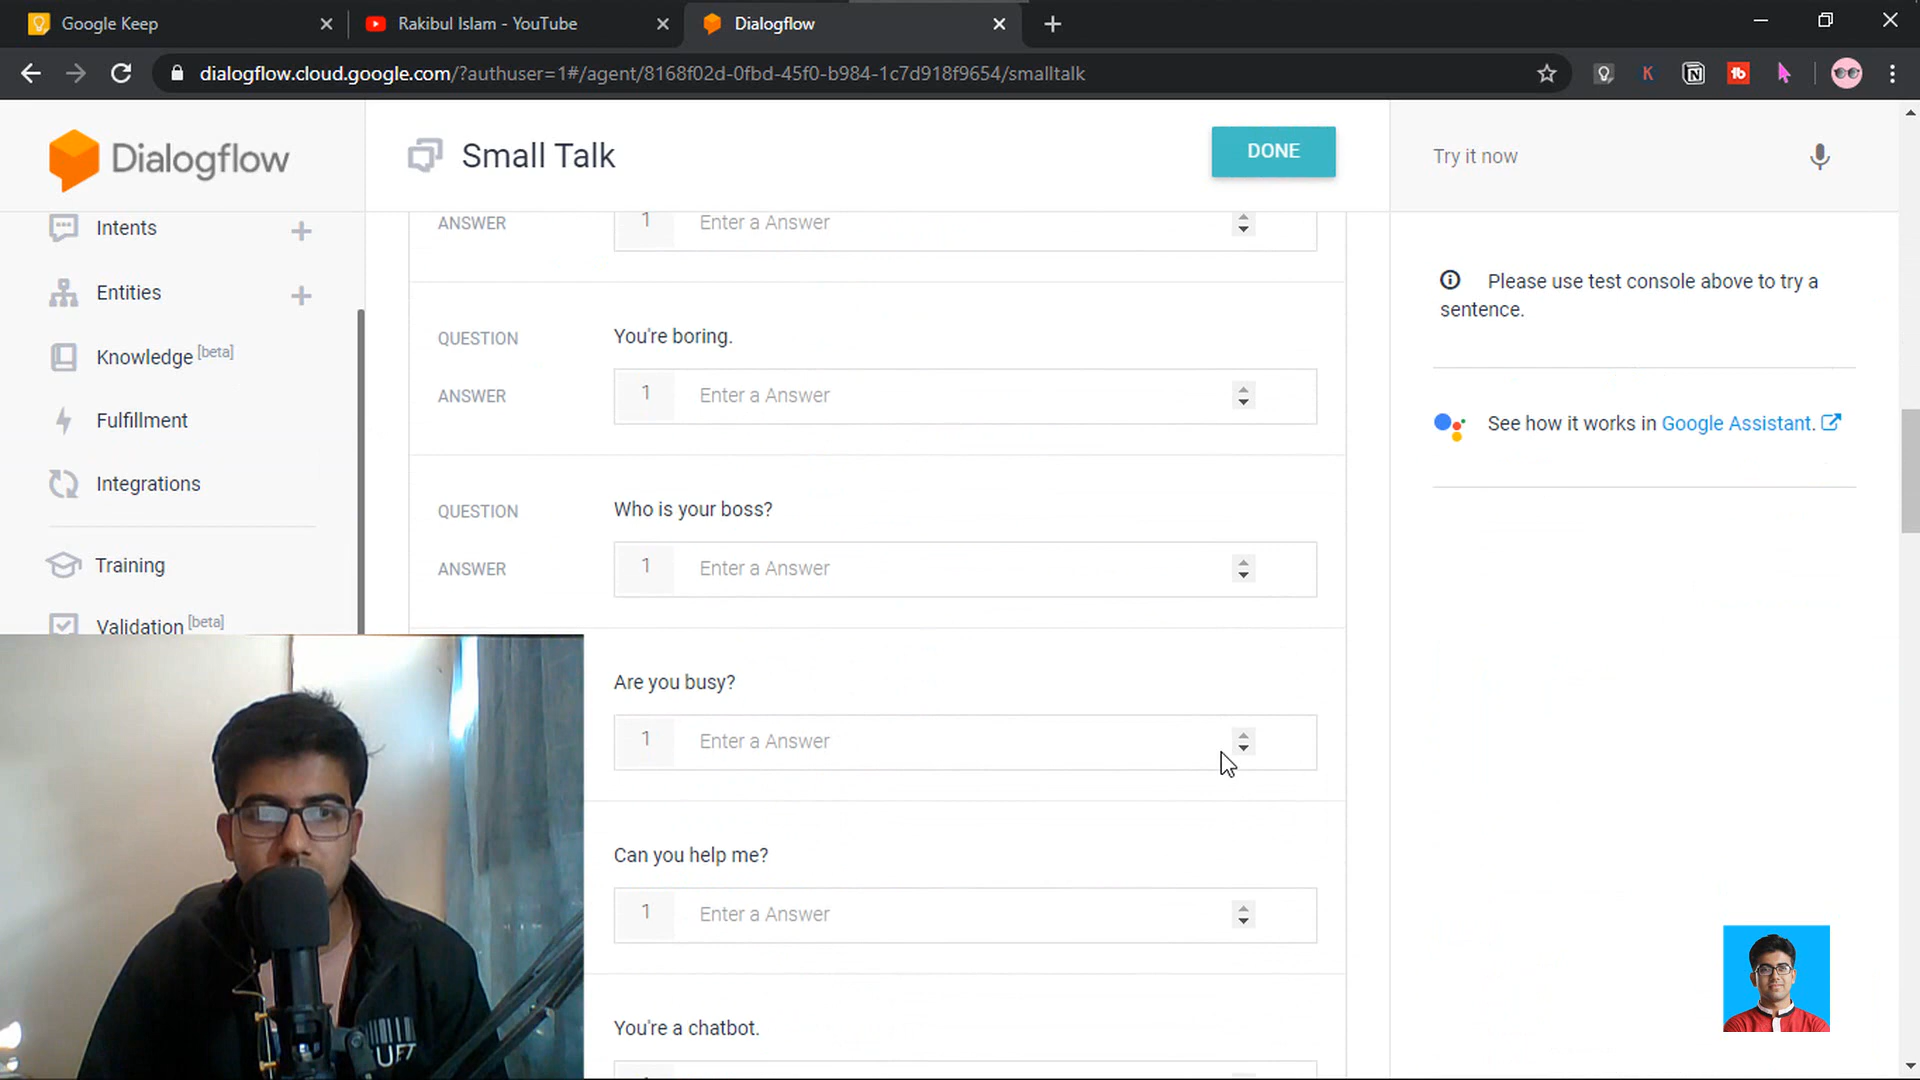 Google Keep
Rakibul Islam - YouTube
Dialogflow
dialogflow.cloud.google.com/?authuser=1#/agent/8168f02d-0fbd-45f0-b984-1c7d918f9654/smalltalk
Dialogflow
Small Talk
DONE
Try it now
Intents
Entities
Knowledge [beta]
Fulfillment
Integrations
Training
Validation [beta]
ANSWER 1 Enter a Answer
QUESTION You're boring.
ANSWER 1 Enter a Answer
QUESTION Who is your boss?
ANSWER 1 Enter a Answer
Are you busy?
1 Enter a Answer
Can you help me?
1 Enter a Answer
You're a chatbot.
Please use test console above to try a
sentence.
See how it works in Google Assistant.